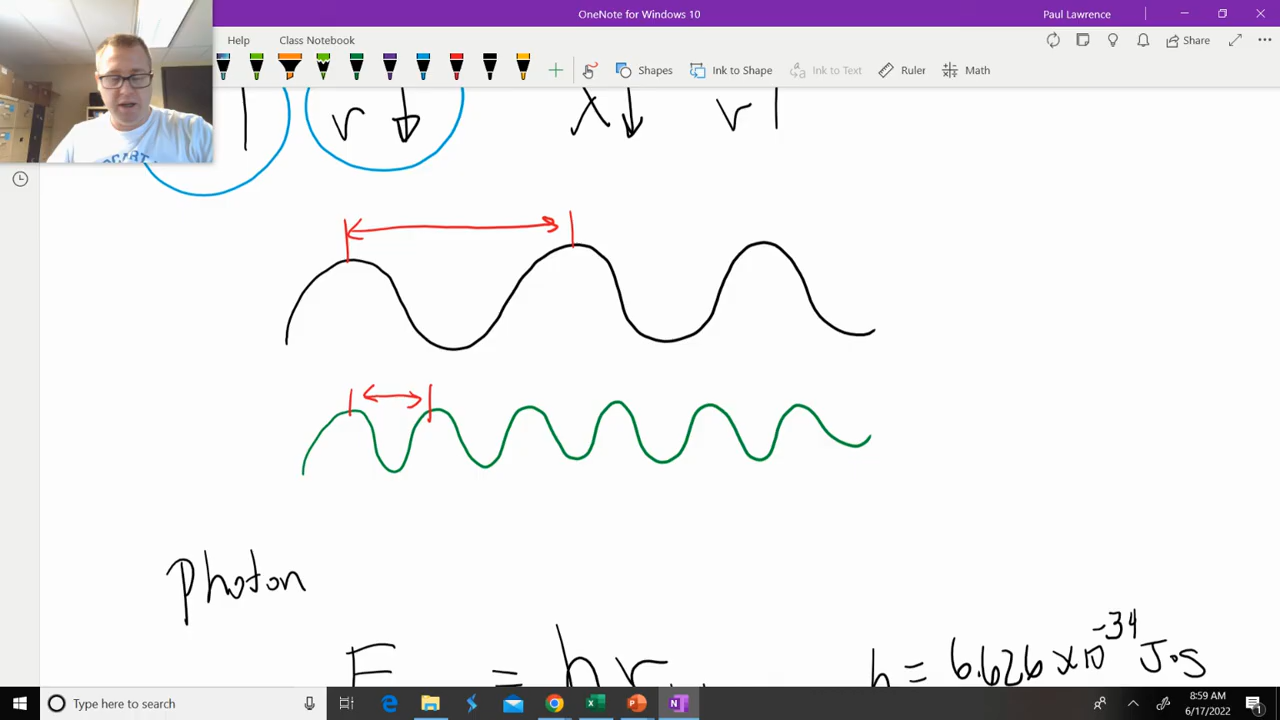 OneNote for Windows 10
Paul Lawrence
Help Class Notebook
Shapes Ink to Shape Ink to Text Ruler Math
Share
r ↓ λ↓ r
Photon
E = hr
h = 6.626 x 10^-34 J·s
Type here to search
8:59 AM
6/17/2022